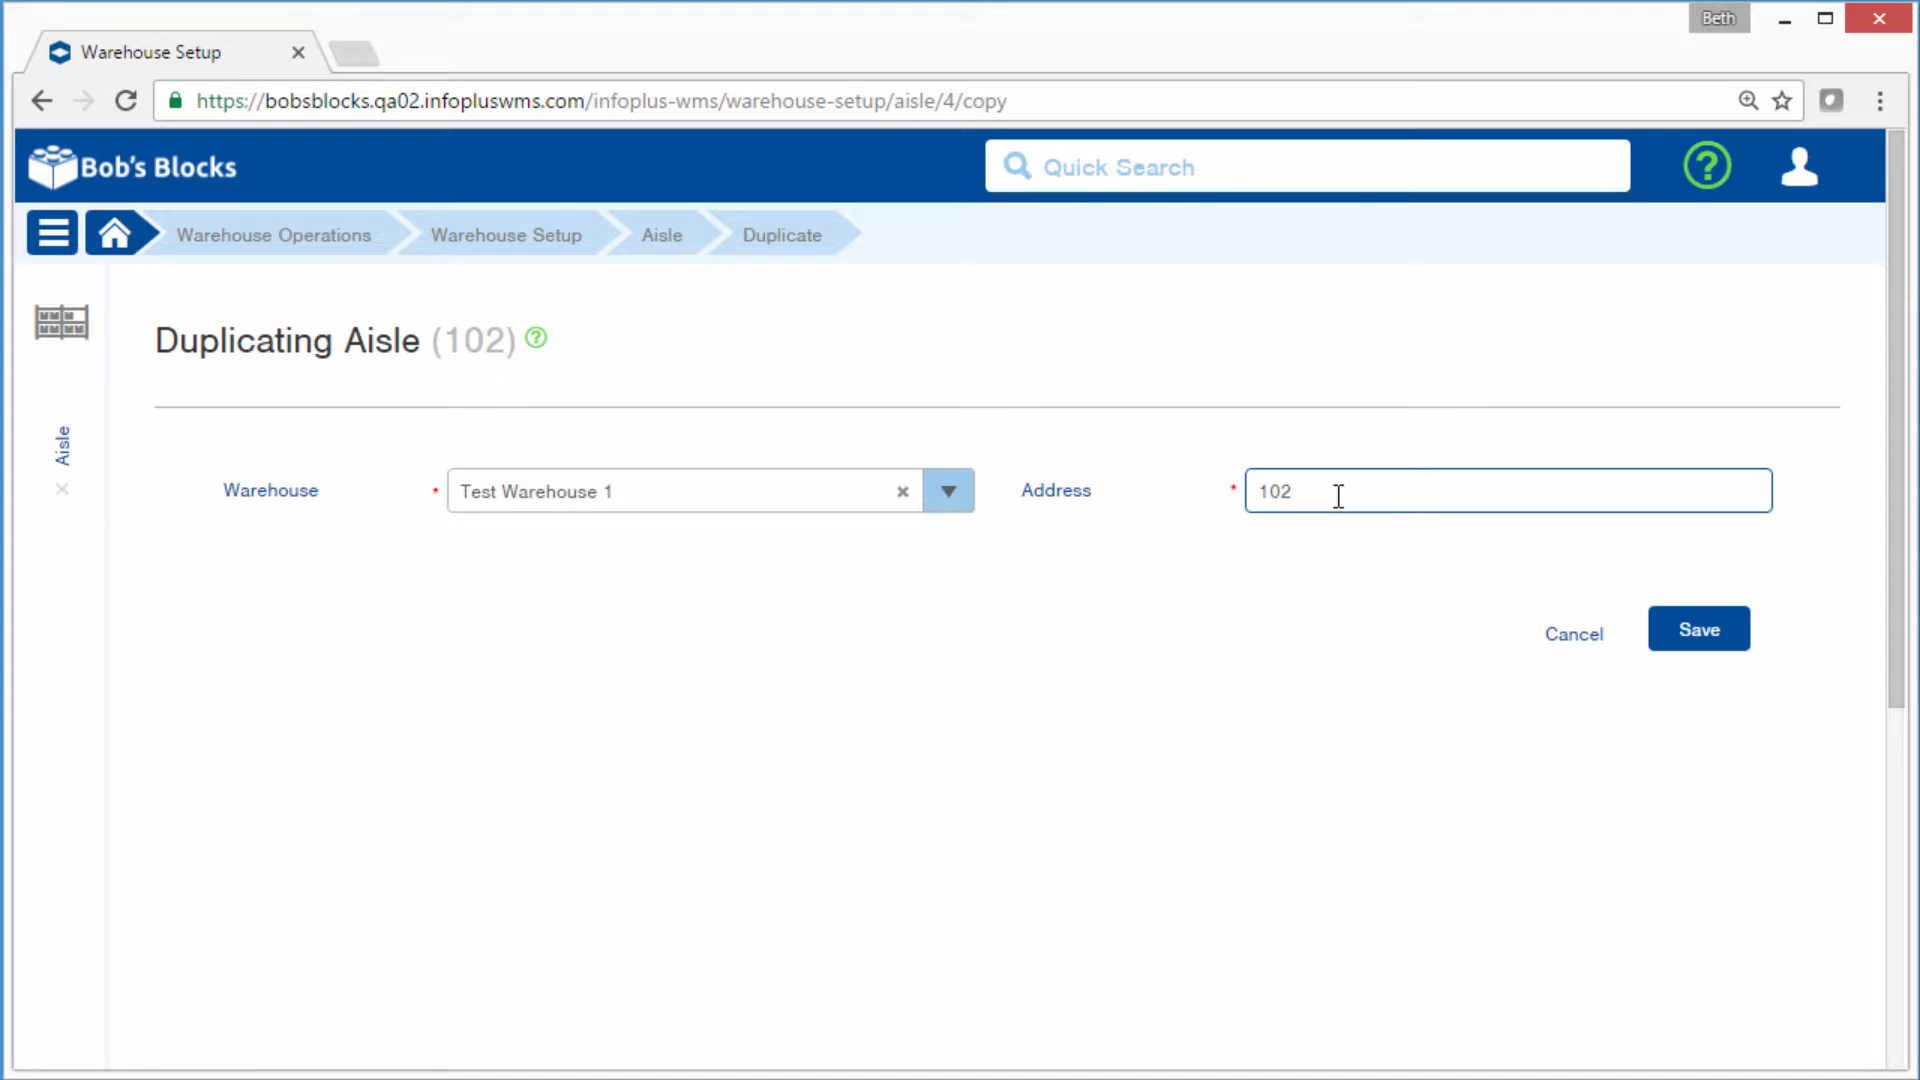 Beth
Warehouse Setup
https://bobsblocks.qa02.infopluswms.com/infoplus-wms/warehouse-setup/aisle/4/copy
Bob's Blocks
Quick Search
?
Warehouse Operations
Warehouse Setup
Aisle
Duplicate
Duplicating Aisle (102) ?
Aisle
Warehouse * Test Warehouse 1
Address * 102
Cancel
Save